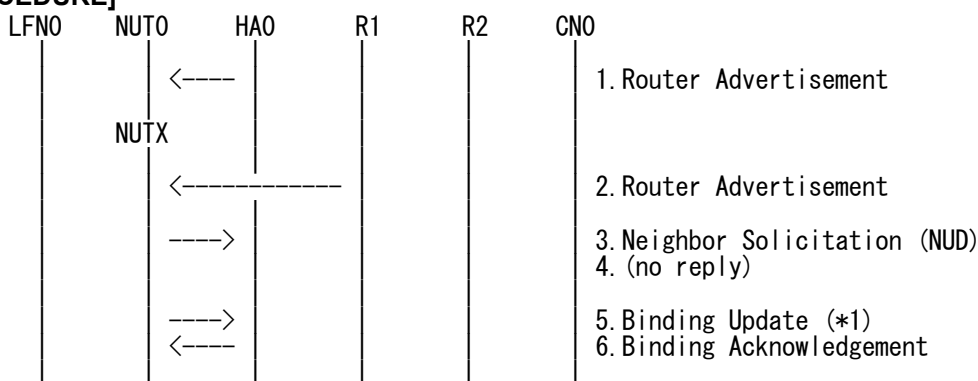 CEDURE]
LFN0 NUT0 HA0 R1 R2 CN0
<---- 1.Router Advertisement
NUTX
<------------ 2.Router Advertisement
----> 3.Neighbor Solicitation (NUD)
4.(no reply)
----> 5.Binding Update (*1)
<---- 6.Binding Acknowledgement